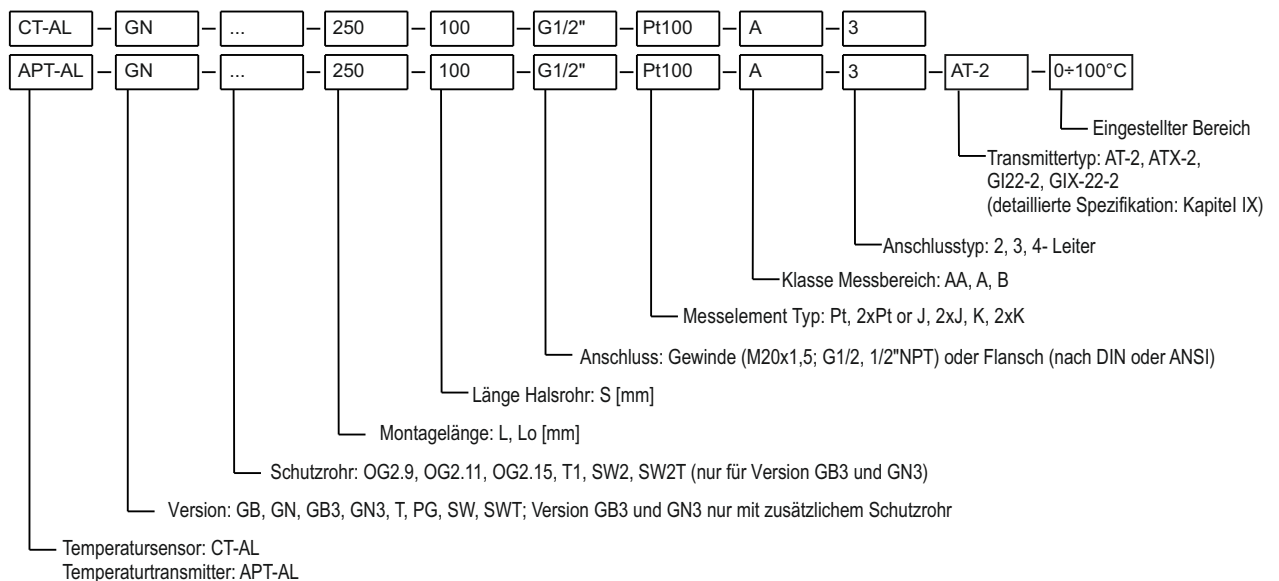 CT-AL – GN – ... – 250 – 100 – G1/2" – Pt100 – A – 3
APT-AL – GN – ... – 250 – 100 – G1/2" – Pt100 – A – 3 – AT-2 – 0÷100°C
Eingestellter Bereich
Transmittertyp: AT-2, ATX-2,
GI22-2, GIX-22-2
(detaillierte Spezifikation: Kapitel IX)
Anschlusstyp: 2, 3, 4- Leiter
Klasse Messbereich: AA, A, B
Messelement Typ: Pt, 2xPt or J, 2xJ, K, 2xK
Anschluss: Gewinde (M20x1,5; G1/2, 1/2"NPT) oder Flansch (nach DIN oder ANSI)
Länge Halsrohr: S [mm]
Montagelänge: L, Lo [mm]
Schutzrohr: OG2.9, OG2.11, OG2.15, T1, SW2, SW2T (nur für Version GB3 und GN3)
Version: GB, GN, GB3, GN3, T, PG, SW, SWT; Version GB3 und GN3 nur mit zusätzlichem Schutzrohr
Temperatursensor: CT-AL
Temperaturtransmitter: APT-AL